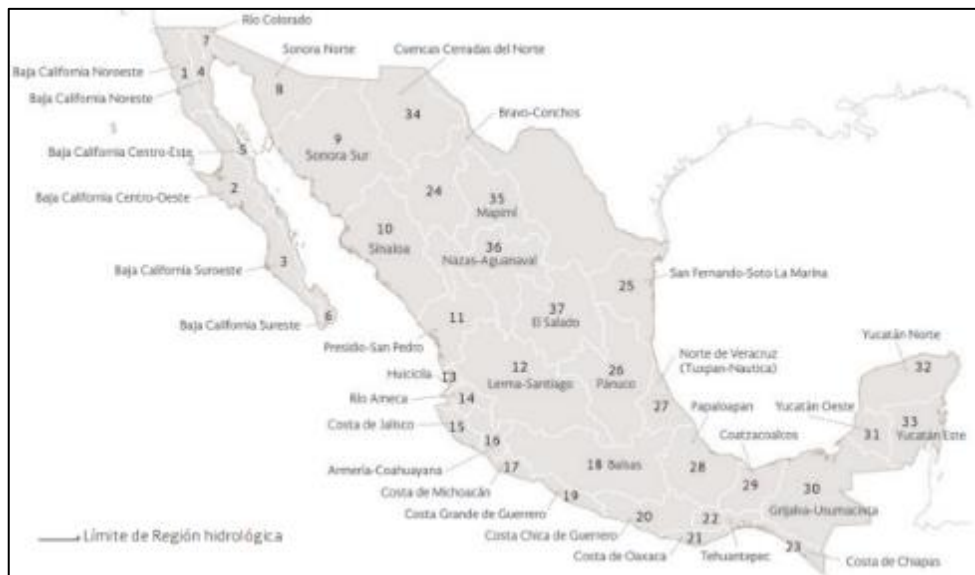 Río Colorado
7
Sonora Norte
Cuencas Cerradas del Norte
Baja California Noroeste
1
4
8
Baja California Noreste
34
Bravo-Conchos
9
Sonora Sur
Baja California Centro-Este
5
Baja California Centro-Oeste
2
24
35
Mapimí
10
Sinaloa
36
Nazas-Aguanaval
Baja California Suroeste
3
San Fernando-Soto La Marina
25
Baja California Sureste
6
11
37
El Salado
Presidio-San Pedro
Yucatán Norte
32
Huicicila
13
12
Lerma-Santiago
26
Pánuco
Norte de Veracruz
(Tuxpan-Nautica)
Río Ameca
14
27
Papaloapan
Yucatán Oeste
31
33
Yucatán Este
Costa de Jalisco
15
Coatzacoalcos
16
Armería-Coahuayana
17
18 Balsas
28
29
30
Grijalva-Usumacinta
Costa de Michoacán
19
Costa Grande de Guerrero
20
22
Costa Chica de Guerrero
21
23
Límite de Región hidrológica
Costa de Oaxaca
Tehuantepec
Costa de Chiapas